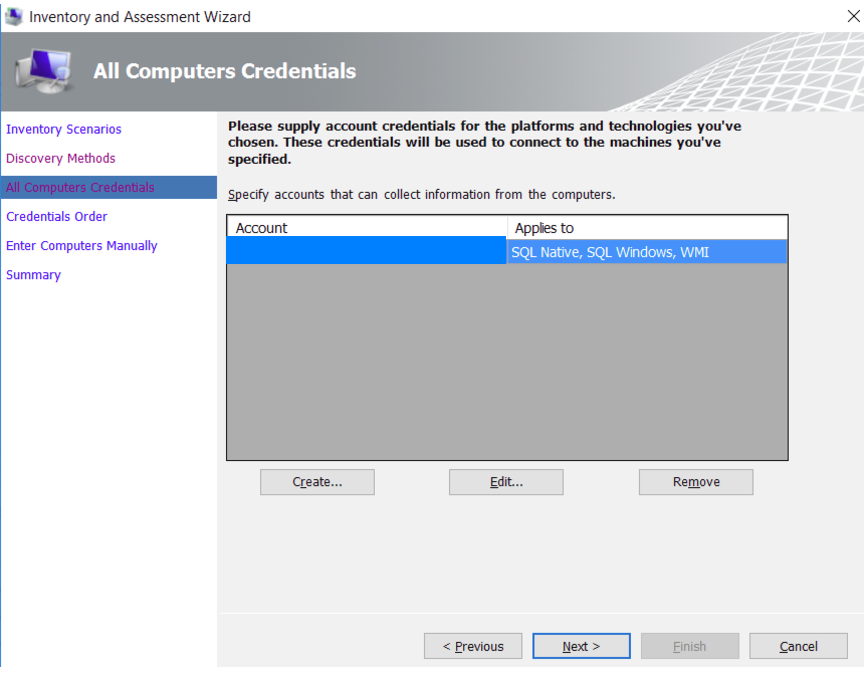 Inventory and Assessment Wizard
All Computers Credentials
Inventory Scenarios
Discovery Methods
All Computers Credentials
Credentials Order
Enter Computers Manually
Summary
Please supply account credentials for the platforms and technologies you've
chosen. These credentials will be used to connect to the machines you've
specified.
Specify accounts that can collect information from the computers.
Account Applies to
SQL Native, SQL Windows, WMI
Create... Edit... Remove
< Previous Next > Finish Cancel